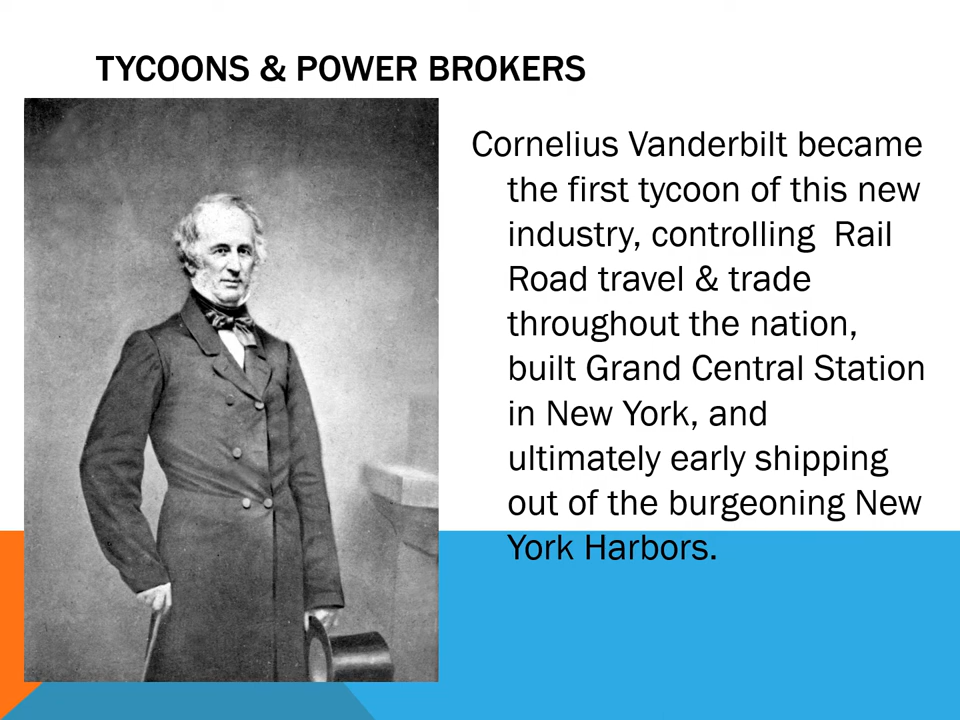 TYCOONS & POWER BROKERS
Cornelius Vanderbilt became
the first tycoon of this new
industry, controlling  Rail
Road travel & trade
throughout the nation,
built Grand Central Station
in New York, and
ultimately early shipping
out of the burgeoning New
York Harbors.